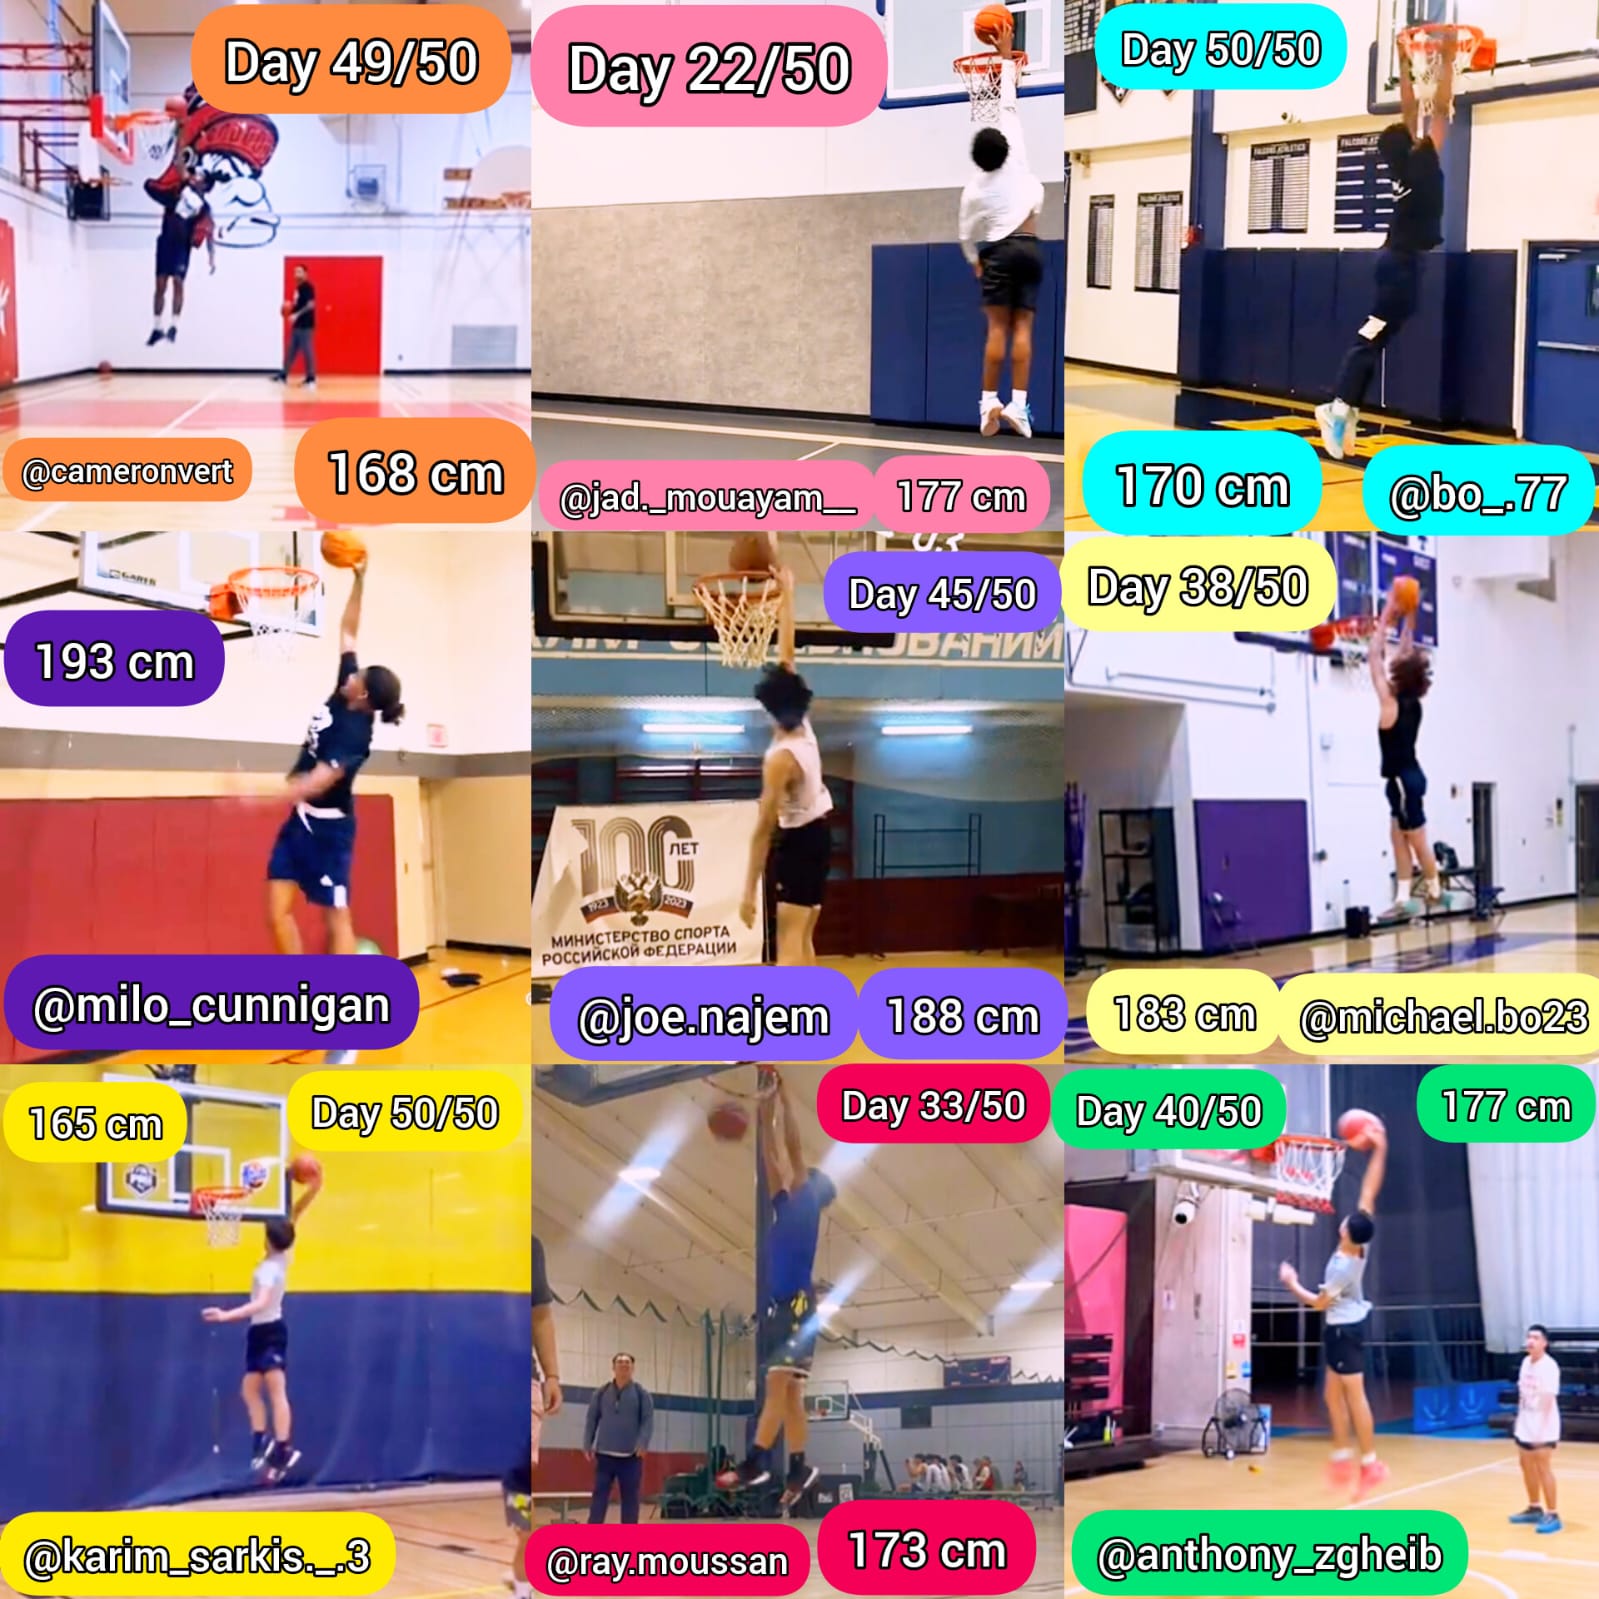 Day 49/50
@cameronvert
168 cm
Day 22/50
@jad._mouayam__
177 cm
Day 50/50
FALCONS ATHLETICS
170 cm
@bo_.77
GARED
193 cm
@milo_cunnigan
Day 45/50
100
ЛЕТ
1923 2023
МИНИСТЕРСТВО СПОРТА
РОССИЙСКОЙ ФЕДЕРАЦИИ
@joe.najem
188 cm
Day 38/50
183 cm
@michael.bo23
165 cm
Day 50/50
@karim_sarkis._.3
Day 33/50
@ray.moussan
173 cm
Day 40/50
177 cm
@anthony_zgheib